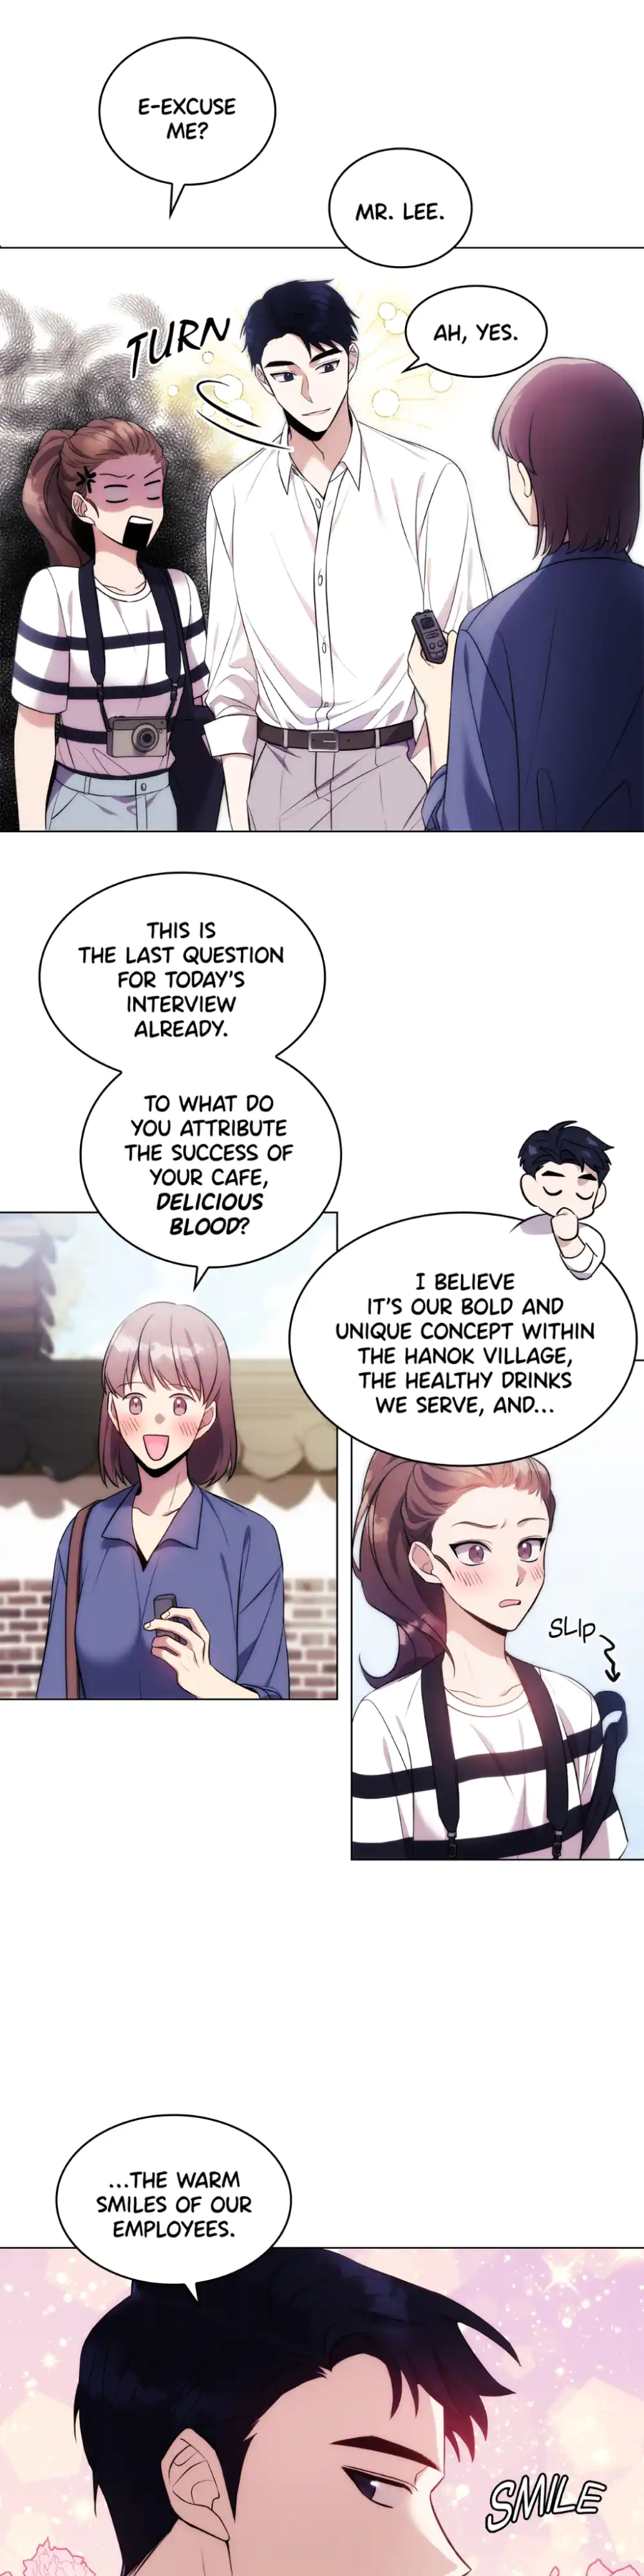 E-EXCUSE
ME?
MR. LEE.
TURN
AH, YES.
THIS IS
THE LAST QUESTION
FOR TODAY'S
INTERVIEW
ALREADY.
TO WHAT DO
YOU ATTRIBUTE
THE SUCCESS OF
YOUR CAFE,
DELICIOUS
BLOOD?
I BELIEVE
IT'S OUR BOLD AND
UNIQUE CONCEPT WITHIN
THE HANOK VILLAGE,
THE HEALTHY DRINKS
WE SERVE, AND...
SLIP
...THE WARM
SMILES OF OUR
EMPLOYEES.
SMILE